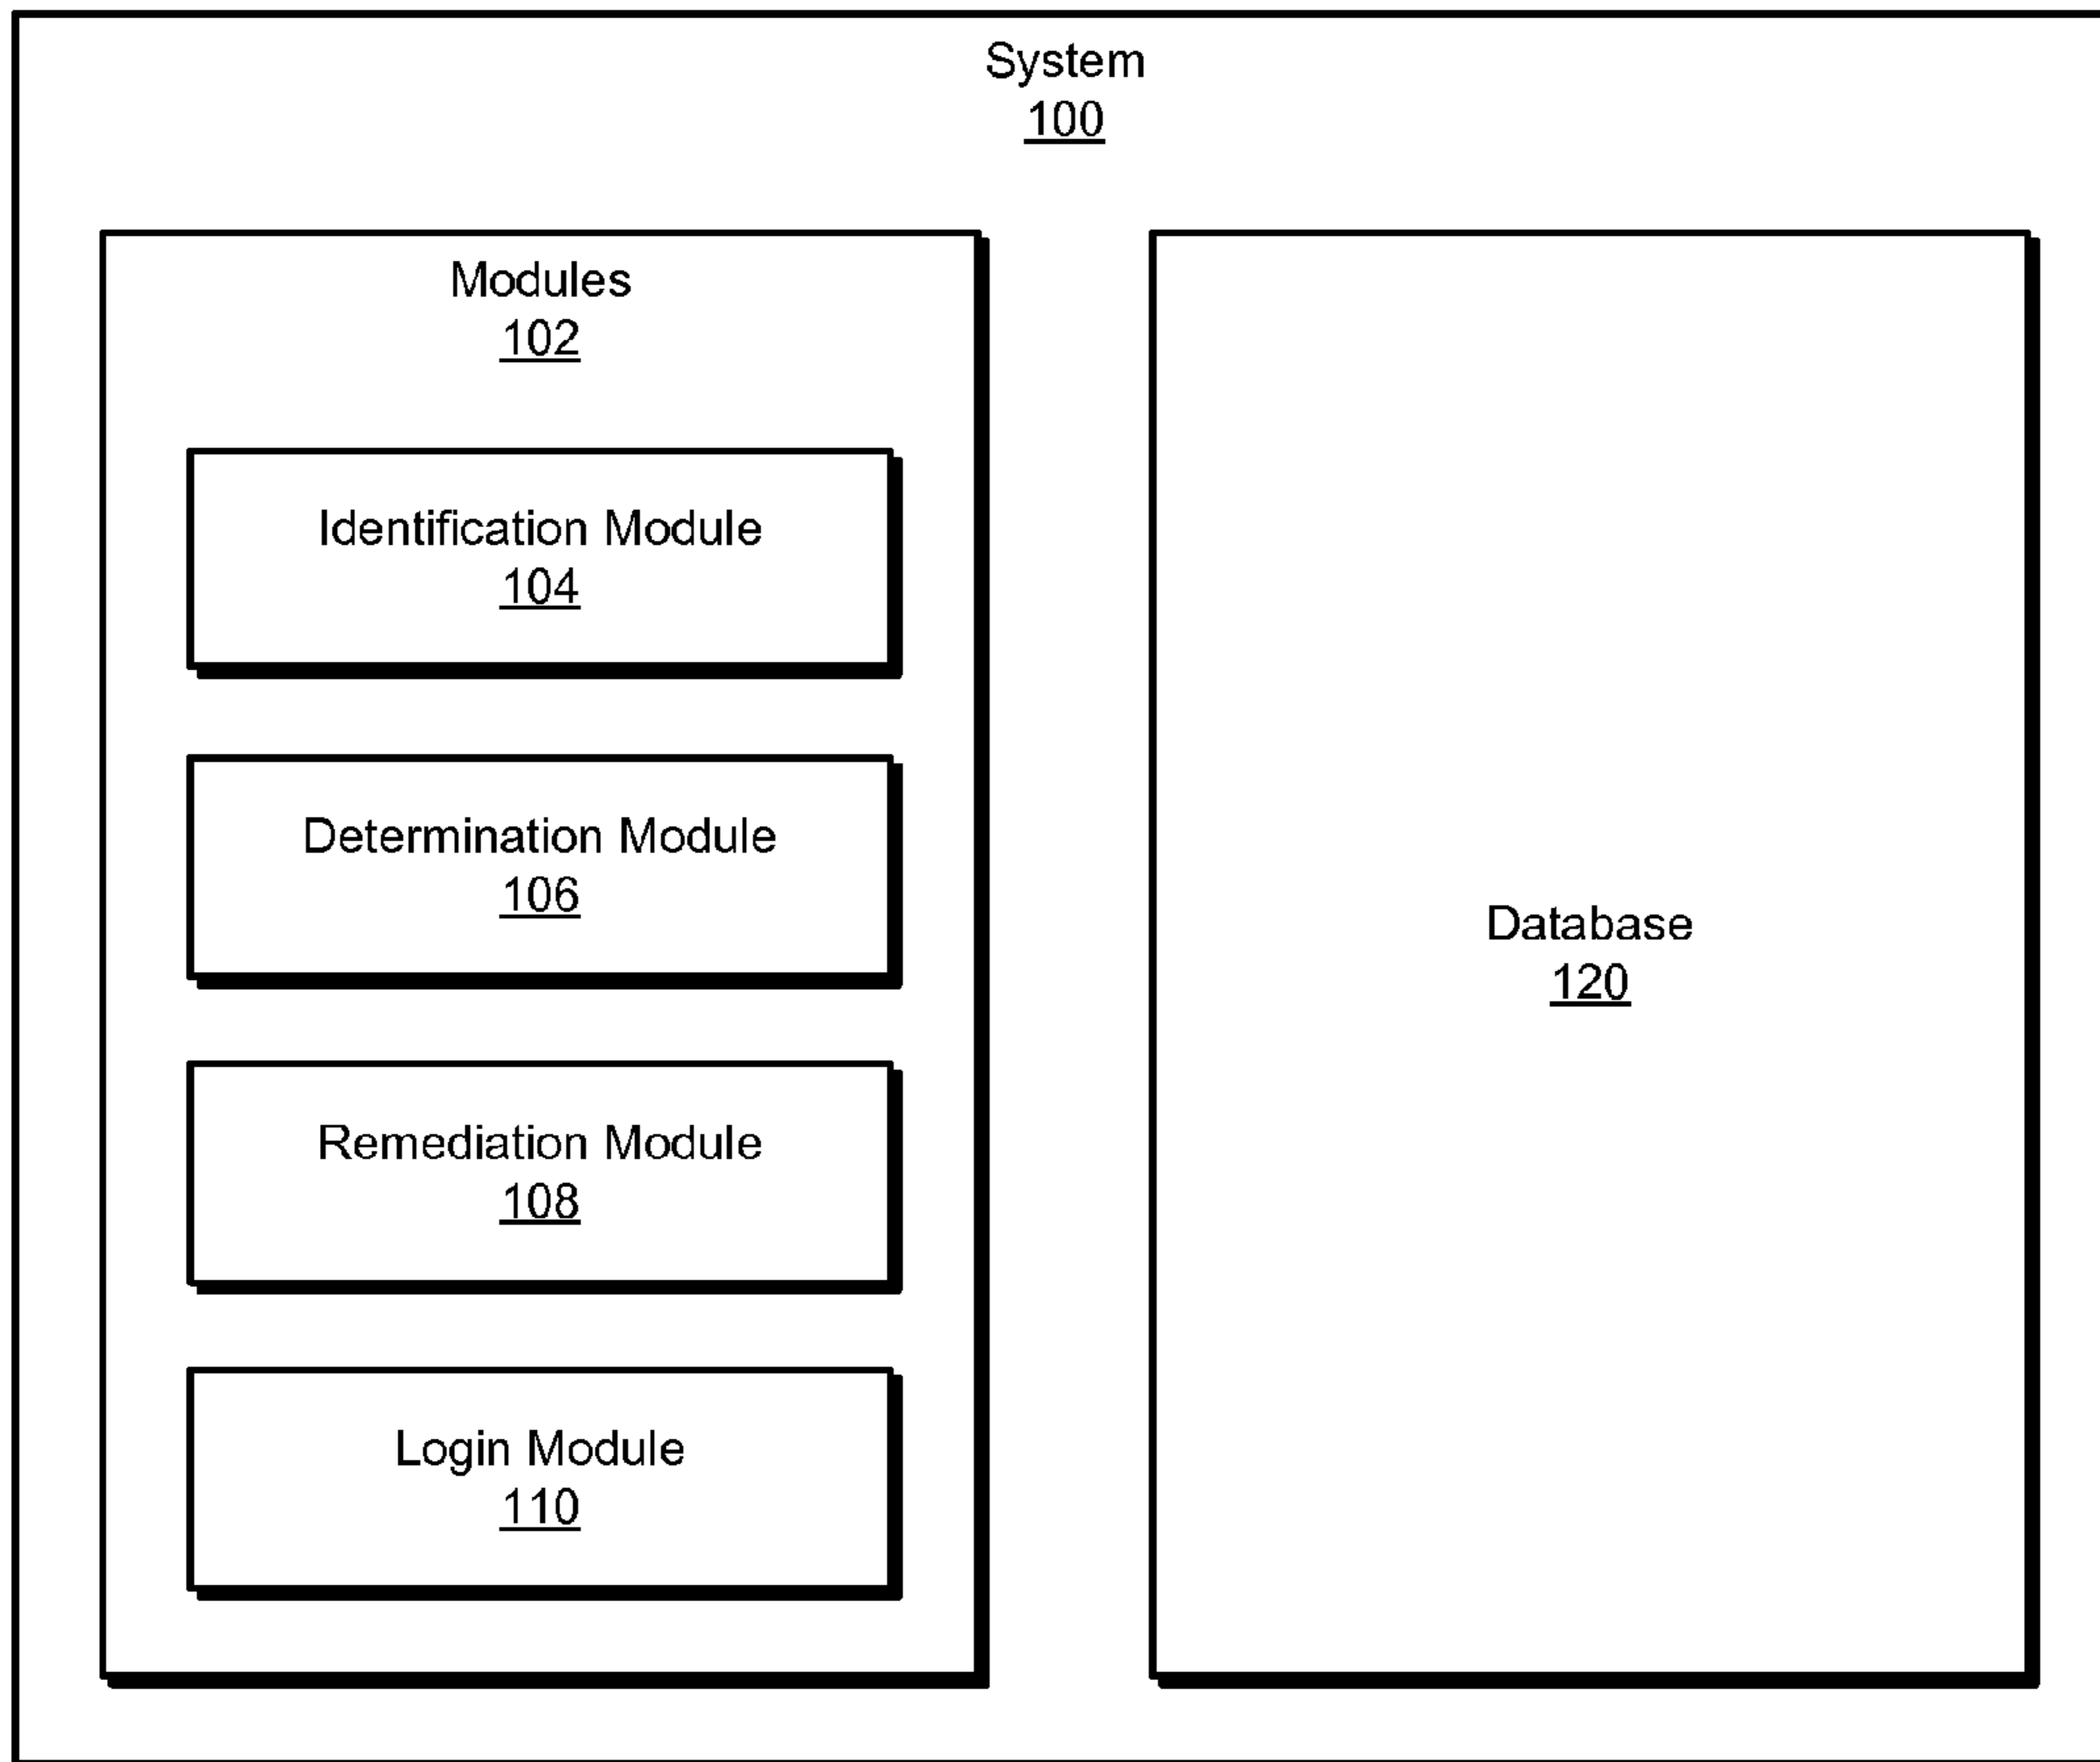 System
100
Modules
102
Identification Module
104
Determination Module
106
Remediation Module
108
Login Module
110
Database
120